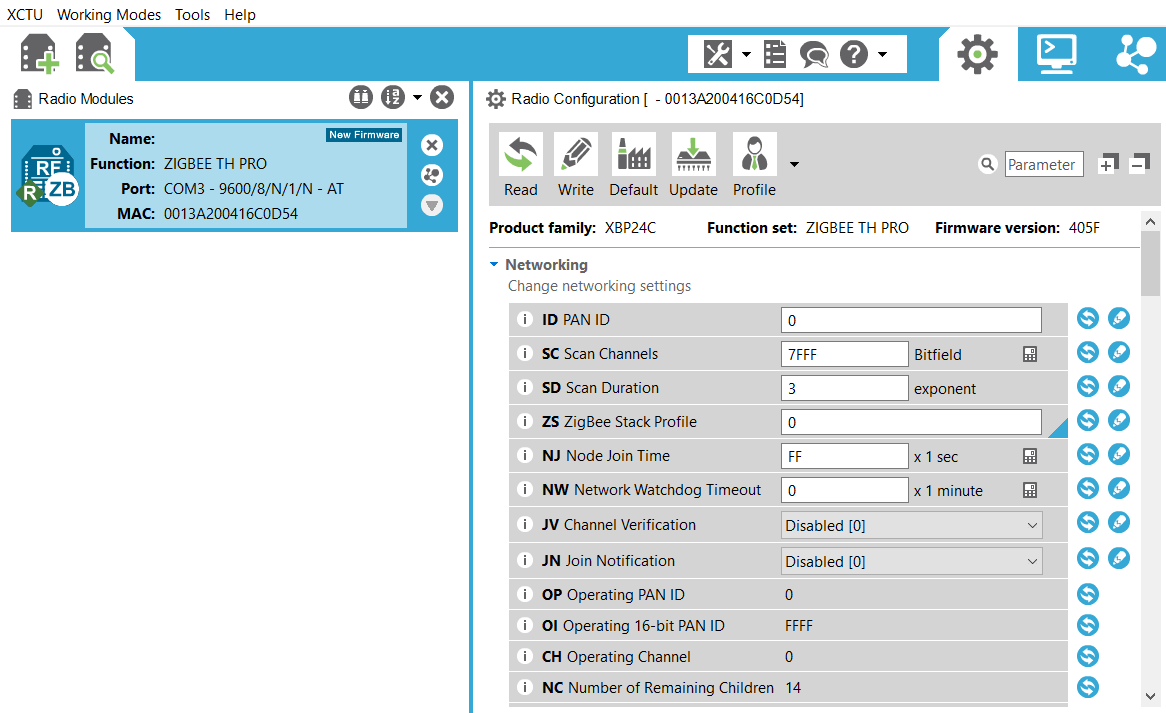 XCTU Working Modes Tools Help
Radio Modules
New Firmware
Name:
Function: ZIGBEE TH PRO
Port: COM3 - 9600/8/N/1/N - AT
MAC: 0013A200416C0D54
RF
R ZB
Radio Configuration [ - 0013A200416C0D54]
Read Write Default Update Profile
Parameter
Product family: XBP24C Function set: ZIGBEE TH PRO Firmware version: 405F
Networking
Change networking settings
i ID PAN ID 0
i SC Scan Channels 7FFF Bitfield
i SD Scan Duration 3 exponent
i ZS ZigBee Stack Profile 0
i NJ Node Join Time FF x 1 sec
i NW Network Watchdog Timeout 0 x 1 minute
i JV Channel Verification Disabled [0]
i JN Join Notification Disabled [0]
i OP Operating PAN ID 0
i OI Operating 16-bit PAN ID FFFF
i CH Operating Channel 0
i NC Number of Remaining Children 14